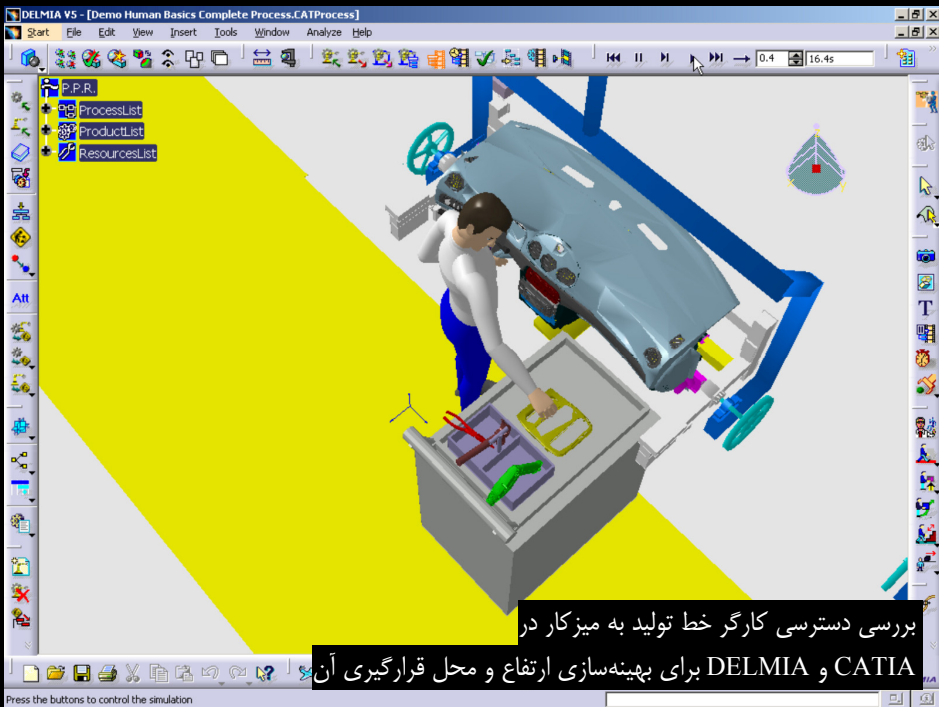 DELMIA V5 - [Demo Human Basics Complete Process.CATProcess]
Start File Edit View Insert Tools Window Analyze Help
0.4 16.4s
P.P.R.
ProcessList
ProductList
ResourcesList
Att
T
بررسی دسترسی کارگر خط تولید به میزکار در
CATIA و DELMIA برای بهینه‌سازی ارتفاع و محل قرارگیری آن
Press the buttons to control the simulation